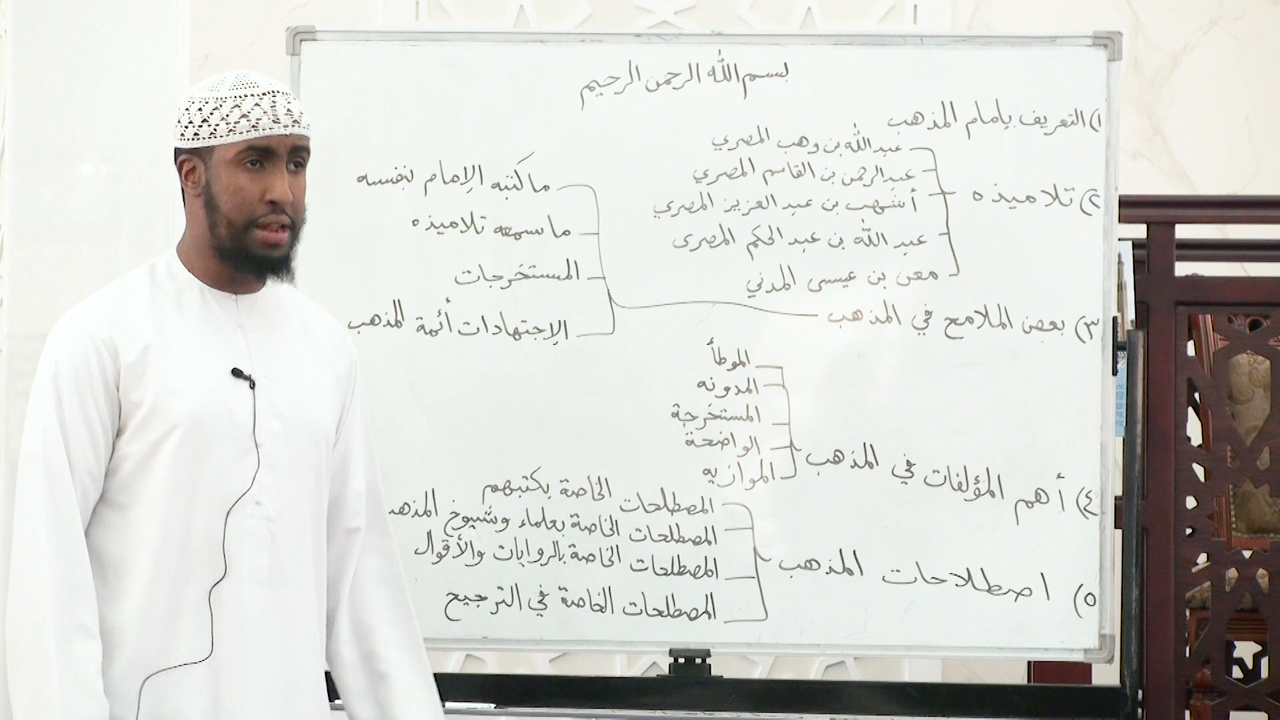 بسم الله الرحمن الرحيم
١) التعريف بإمام المذهب
٢) تلاميذه
عبد الله بن وهب المصري
عبد الرحمن بن القاسم المصري
أشهب بن عبد العزيز المصري
عبد الله بن عبد الحكم المصرى
معن بن عيسى المدني
٣) بعض الملامح في المذهب
ما كتبه الإمام بنفسه
ما سمعه تلاميذه
المستخرجات
الإجتهادات أئمة المذهب
٤) أهم المؤلفات في المذهب
الموطأ
المدونه
المستخرجة
الواضحة
الموازيه
٥) اصطلاحات المذهب
المصطلحات الخاصة بكتبهم
المصطلحات الخاصة بعلماء وشيوخ المذهد
المصطلحات الخاصة بالروايات والأقوال
المصطلحات الخاصة في الترجيح